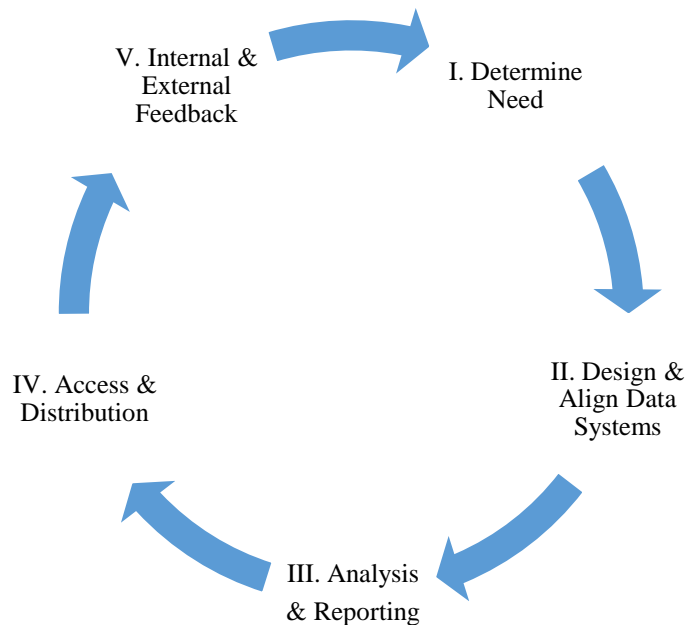 I. Determine
Need
II. Design &
Align Data
Systems
III. Analysis
& Reporting
IV. Access &
Distribution
V. Internal &
External
Feedback